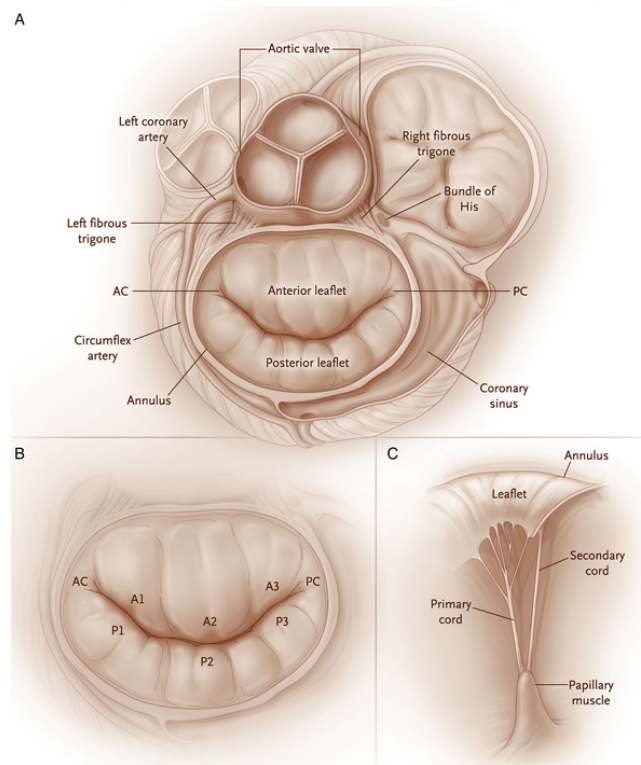 A
Aortic valve
Left coronary
artery
Right fibrous
trigone
Bundle of
His
Left fibrous
trigone
AC
Anterior leaflet
PC
Circumflex
artery
Posterior leaflet
Annulus
Coronary
sinus
B
AC
A1
A2
A3
PC
P1
P2
P3
C
Annulus
Leaflet
Secondary
cord
Primary
cord
Papillary
muscle